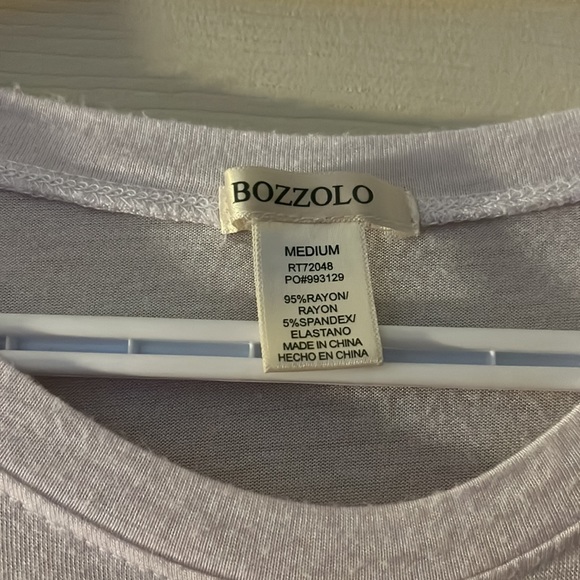 BOZZOLO
MEDIUM
RT72048
PO#993129
95%RAYON/
RAYON
5%SPANDEX/
ELASTANO
MADE IN CHINA
HECHO EN CHINA